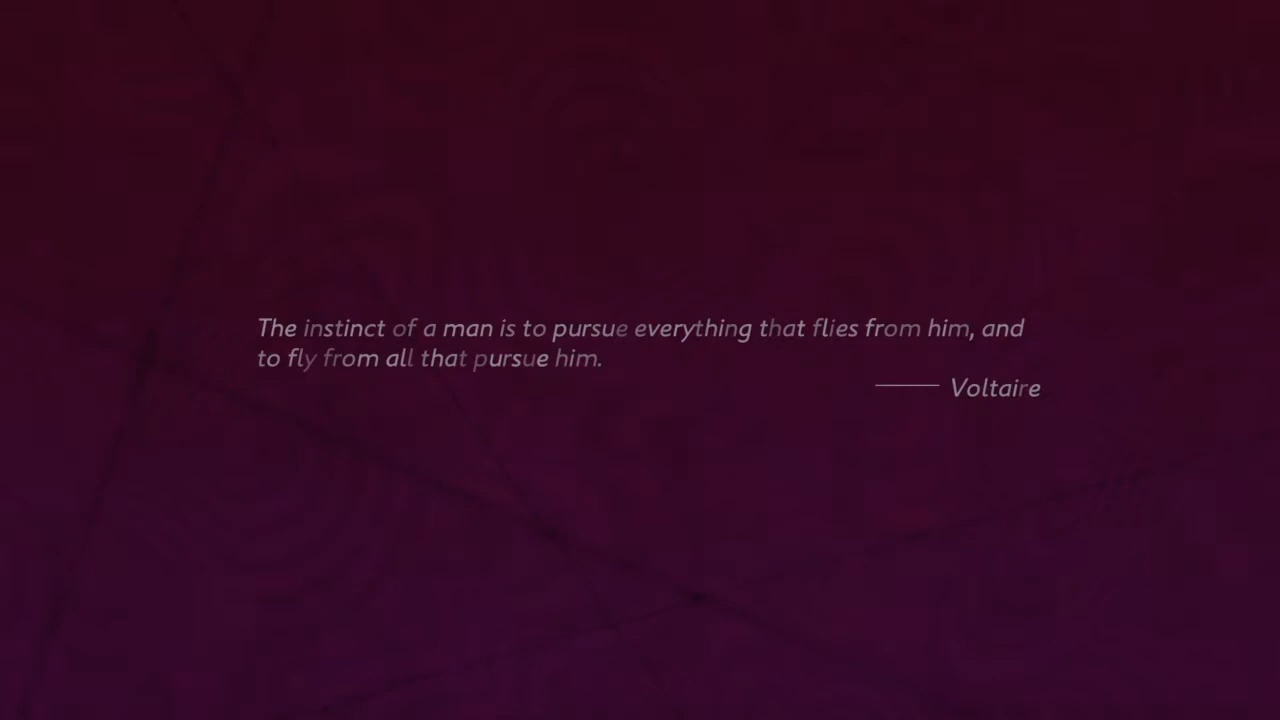 The instinct of a man is to pursue everything that flies from him, and
to fly from all that pursue him.
——— Voltaire